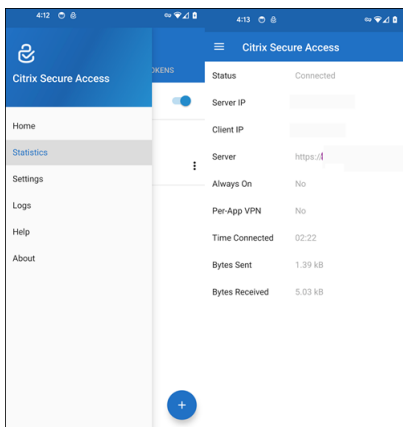 4:12
Citrix Secure Access
OKENS
Home
Statistics
Settings
Logs
Help
About
+
4:13
Citrix Secure Access
Status Connected
Server IP
Client IP
Server https://
Always On No
Per-App VPN No
Time Connected 02:22
Bytes Sent 1.39 kB
Bytes Received 5.03 kB